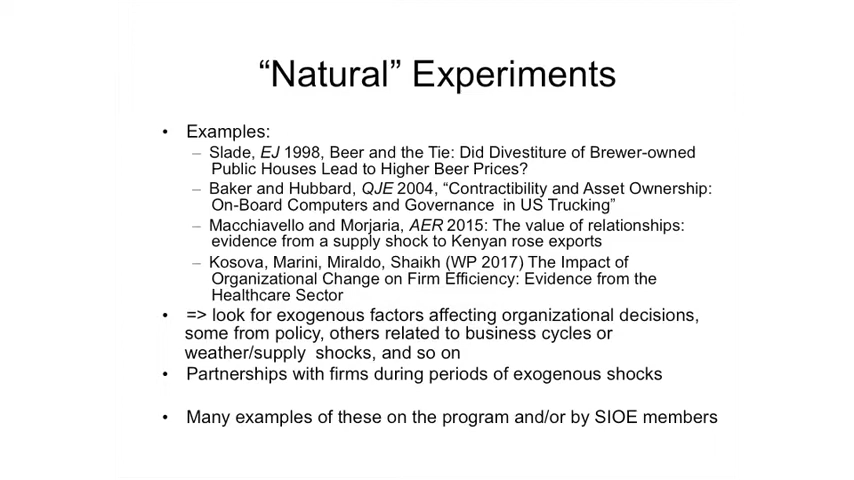 “Natural” Experiments
• Examples:
– Slade, EJ 1998, Beer and the Tie: Did Divestiture of Brewer-owned
Public Houses Lead to Higher Beer Prices?
– Baker and Hubbard, QJE 2004, “Contractibility and Asset Ownership:
On-Board Computers and Governance in US Trucking”
– Macchiavello and Morjaria, AER 2015: The value of relationships:
evidence from a supply shock to Kenyan rose exports
– Kosova, Marini, Miraldo, Shaikh (WP 2017) The Impact of
Organizational Change on Firm Efficiency: Evidence from the
Healthcare Sector
• => look for exogenous factors affecting organizational decisions,
some from policy, others related to business cycles or
weather/supply shocks, and so on
• Partnerships with firms during periods of exogenous shocks
• Many examples of these on the program and/or by SIOE members